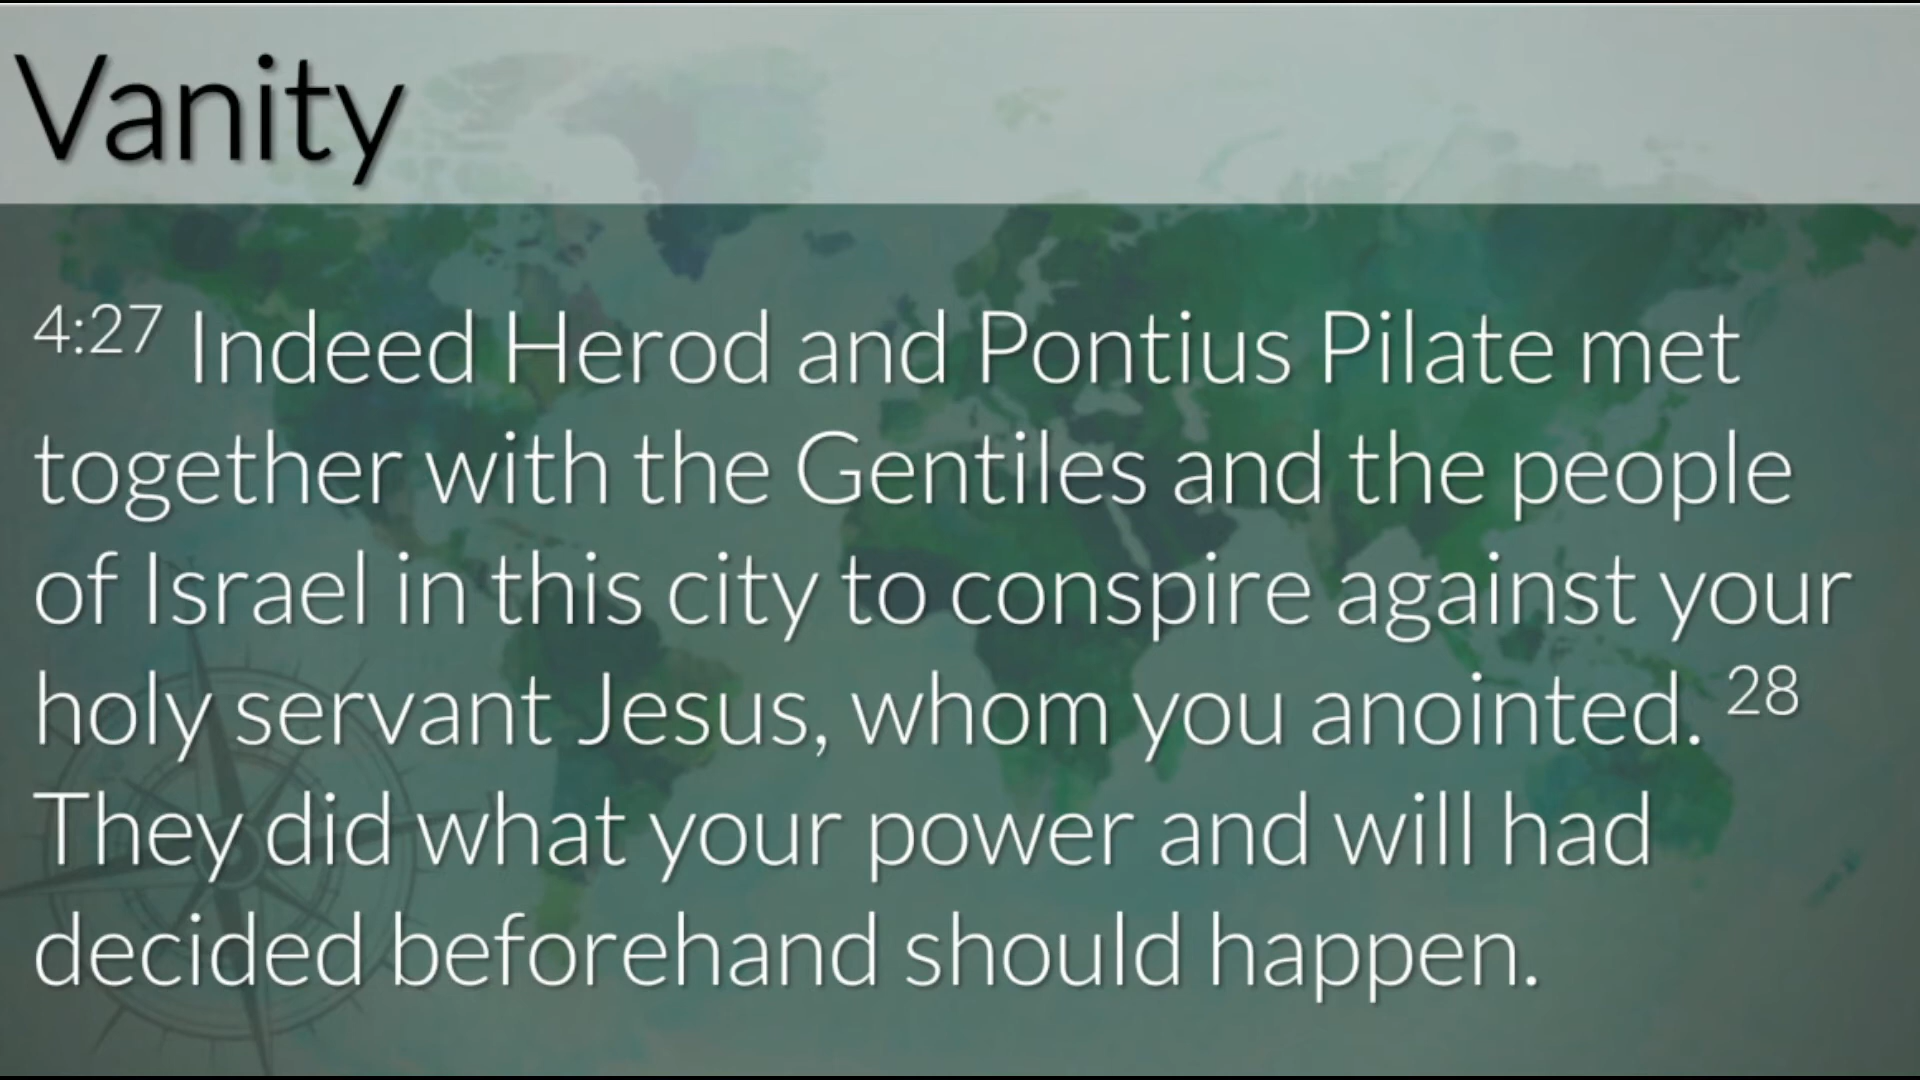 Vanity
4:27 Indeed Herod and Pontius Pilate met
together with the Gentiles and the people
of Israel in this city to conspire against your
holy servant Jesus, whom you anointed. 28
They did what your power and will had
decided beforehand should happen.